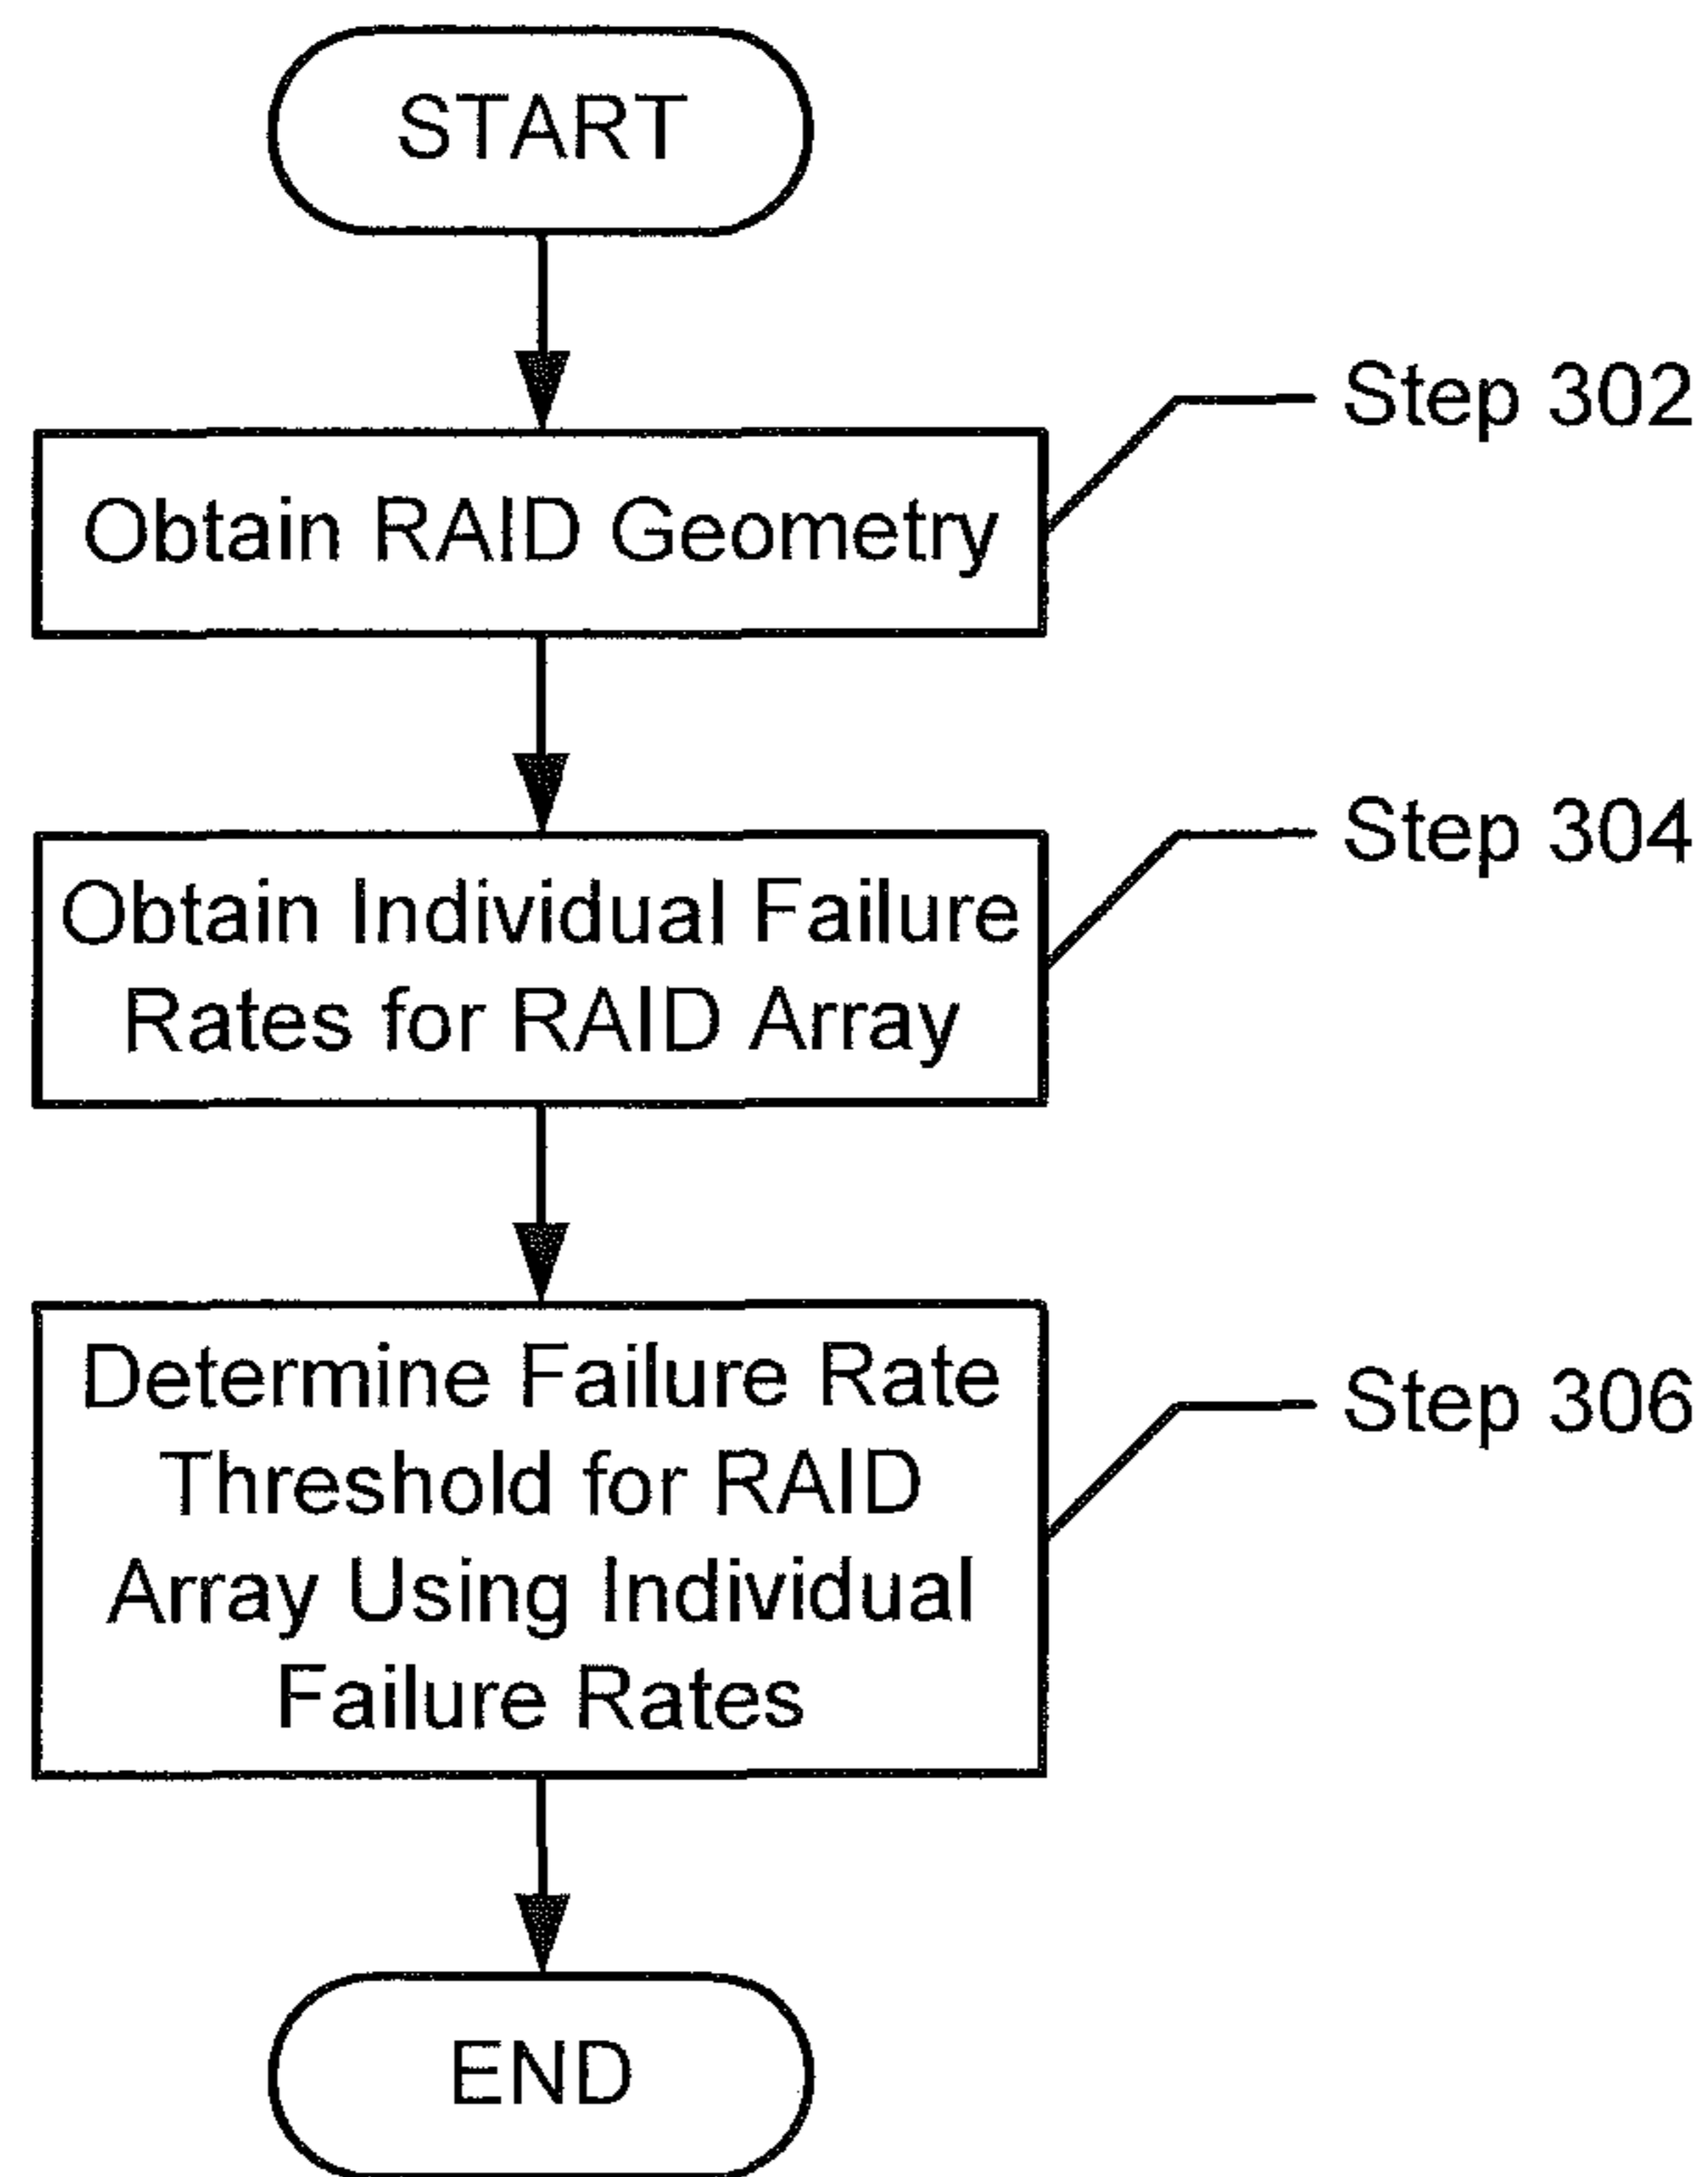 START
Step 302
Obtain RAID Geometry
Step 304
Obtain Individual Failure
Rates for RAID Array
Determine Failure Rate
Step 306
Threshold for RAID
Array Using Individual
Failure Rates
END